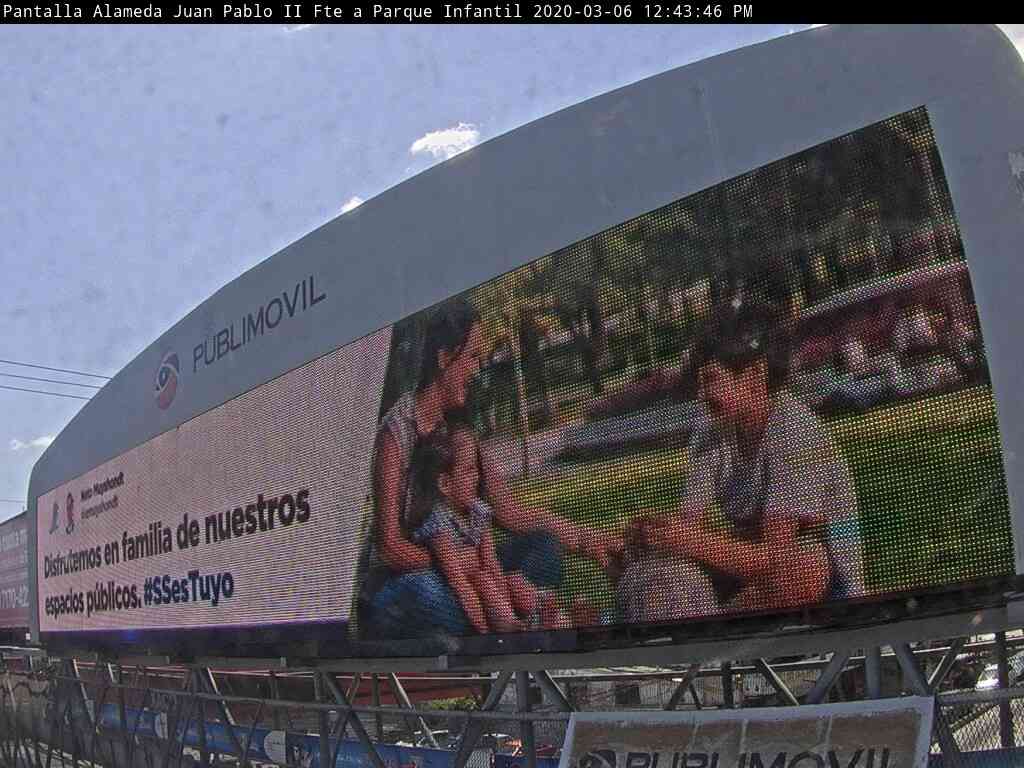 Pantalla Alameda Juan Pablo II Fte a Parque Infantil 2020-03-06 12:43:46 PM
PUBLIMOVIL
Disfrutemos en familia de nuestros
espacios públicos. #SSesTuyo
PUBLIMOVIL